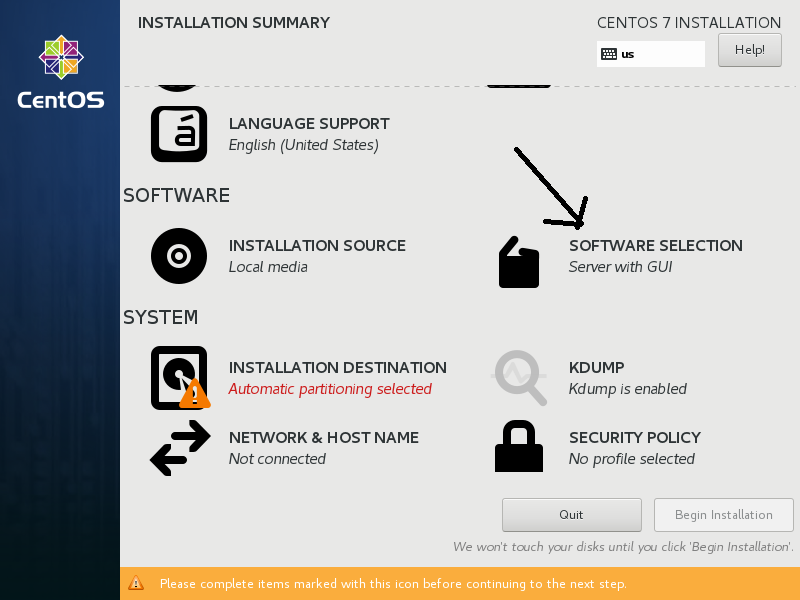 INSTALLATION SUMMARY
CENTOS 7 INSTALLATION
us
Help!
CentOS
LANGUAGE SUPPORT
English (United States)
SOFTWARE
INSTALLATION SOURCE
Local media
SOFTWARE SELECTION
Server with GUI
SYSTEM
INSTALLATION DESTINATION
Automatic partitioning selected
KDUMP
Kdump is enabled
NETWORK & HOST NAME
Not connected
SECURITY POLICY
No profile selected
Quit
Begin Installation
We won't touch your disks until you click 'Begin Installation'.
Please complete items marked with this icon before continuing to the next step.